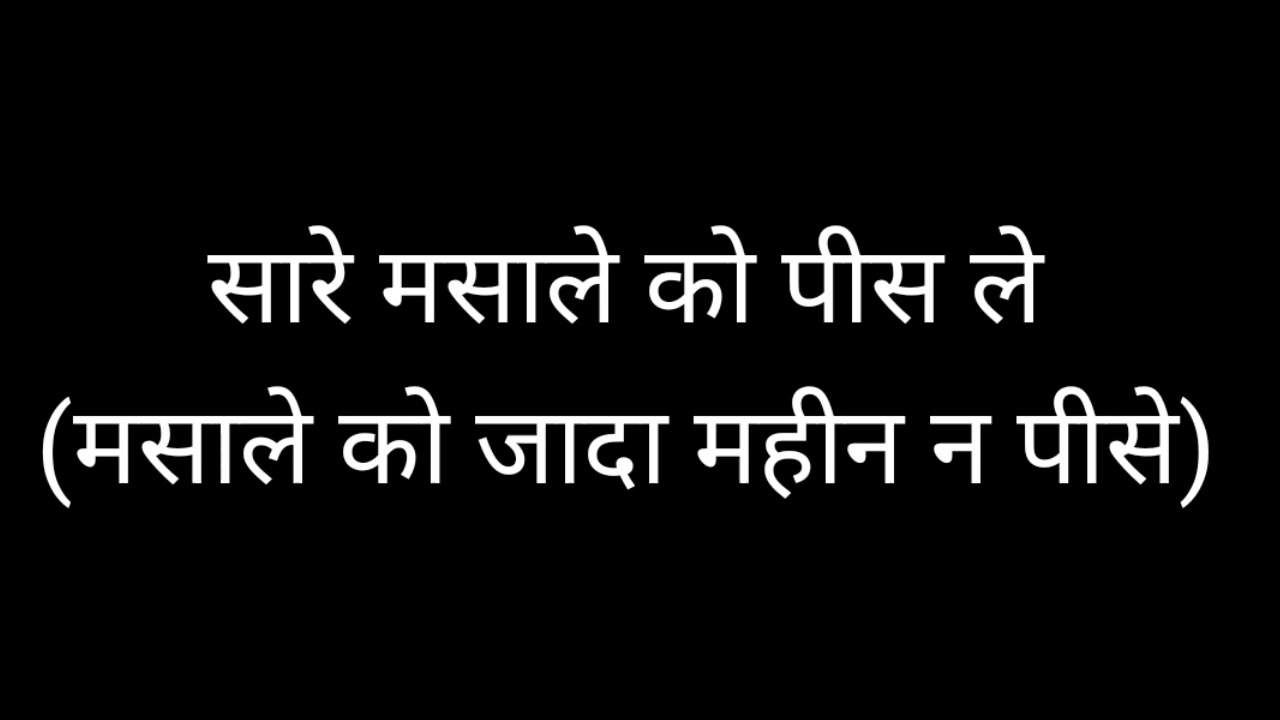 सारे मसाले को पीस ले
(मसाले को जादा महीन न पीसे)